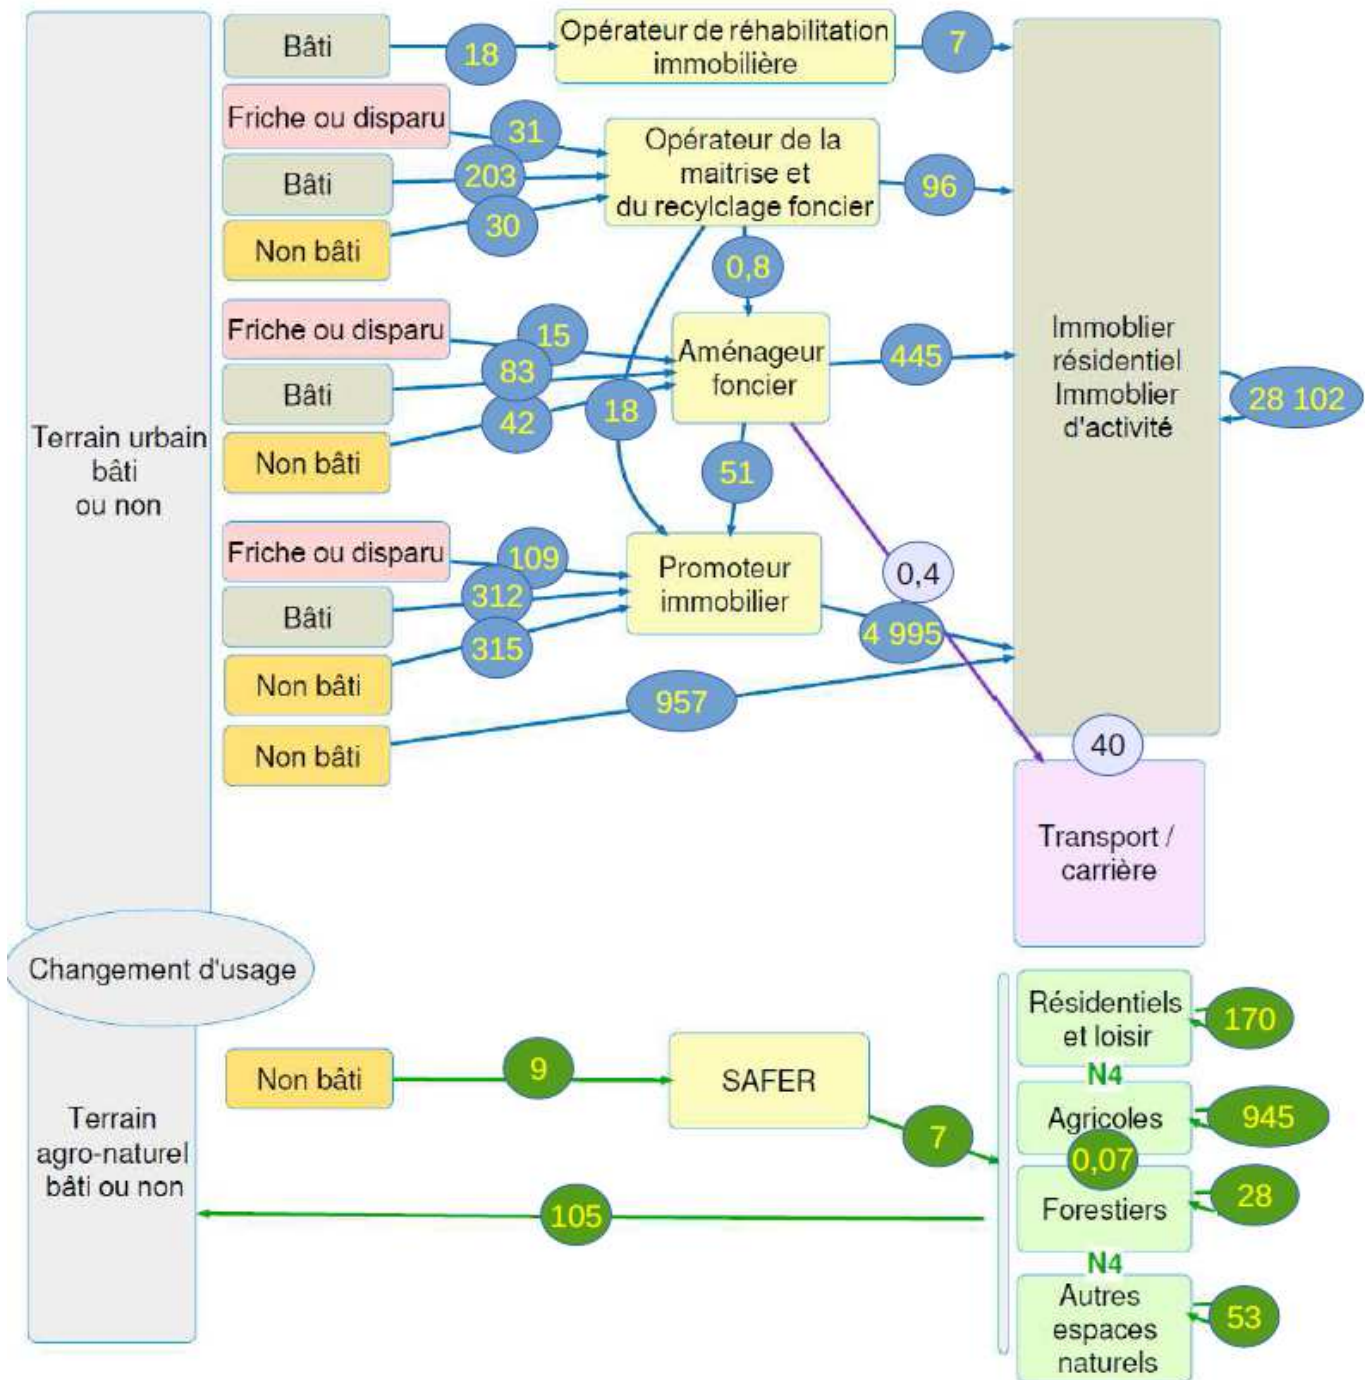 Bâti
18
Opérateur de réhabilitation
immobilière
7
Friche ou disparu
31
Bâti
203
Non bâti
30
Opérateur de la
maitrise et
du recylclage foncier
96
0,8
Friche ou disparu
15
Bâti
83
Non bâti
42
18
Aménageur
foncier
445
51
Immoblier
résidentiel
Immoblier
d'activité
28 102
Terrain urbain
bâti
ou non
Friche ou disparu
109
Bâti
312
Non bâti
315
Promoteur
immobilier
0,4
4 995
Non bâti
957
40
Transport /
carrière
Changement d'usage
Terrain
agro-naturel
bâti ou non
Non bâti
9
SAFER
7
105
Résidentiels
et loisir
170
N4
Agricoles
945
0,07
Forestiers
28
N4
Autres
espaces
naturels
53